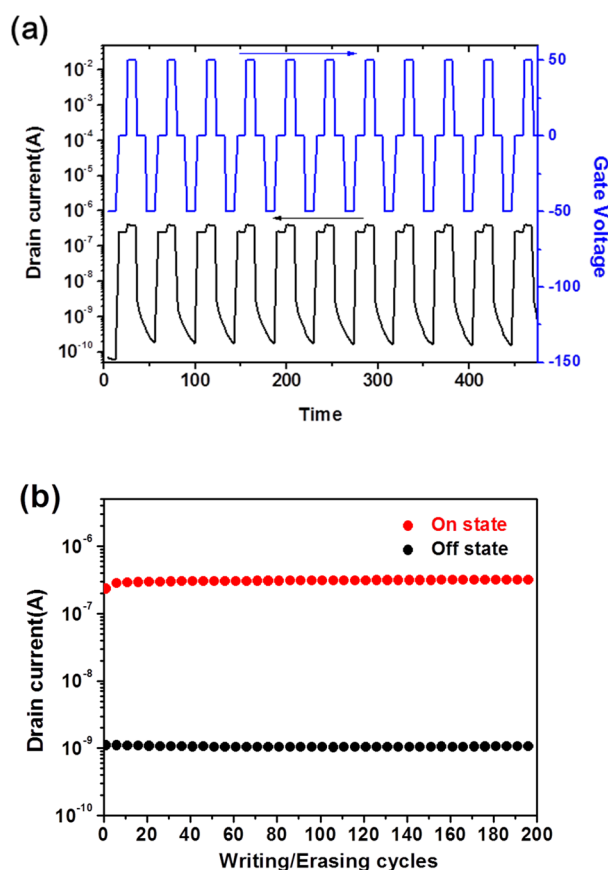 (a)
10^-2
10^-3
10^-4
10^-5
10^-6
10^-7
10^-8
10^-9
10^-10
Drain current(A)
50
0
-50
-100
-150
Gate Voltage
0 100 200 300 400
Time
(b)
On state
Off state
10^-6
10^-7
10^-8
10^-9
10^-10
Drain current(A)
0 20 40 60 80 100 120 140 160 180 200
Writing/Erasing cycles